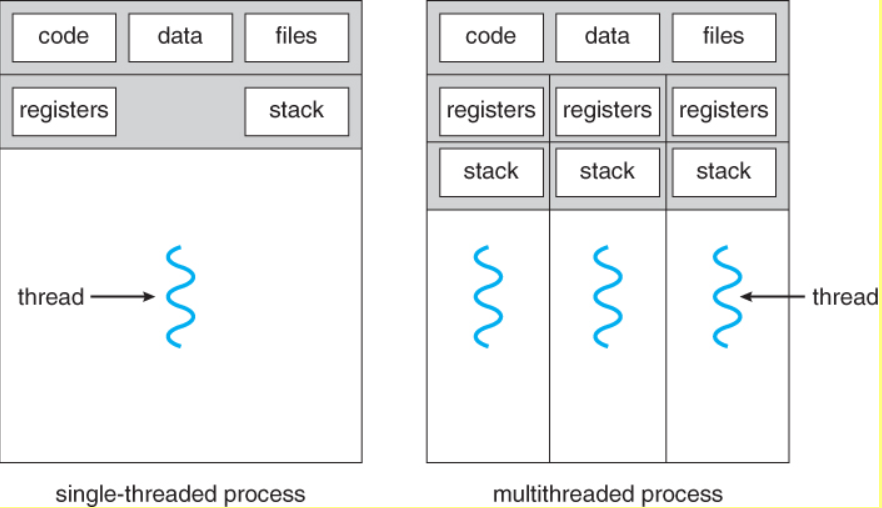 code data files
registers stack
thread
single-threaded process
code data files
registers registers registers
stack stack stack
thread
multithreaded process